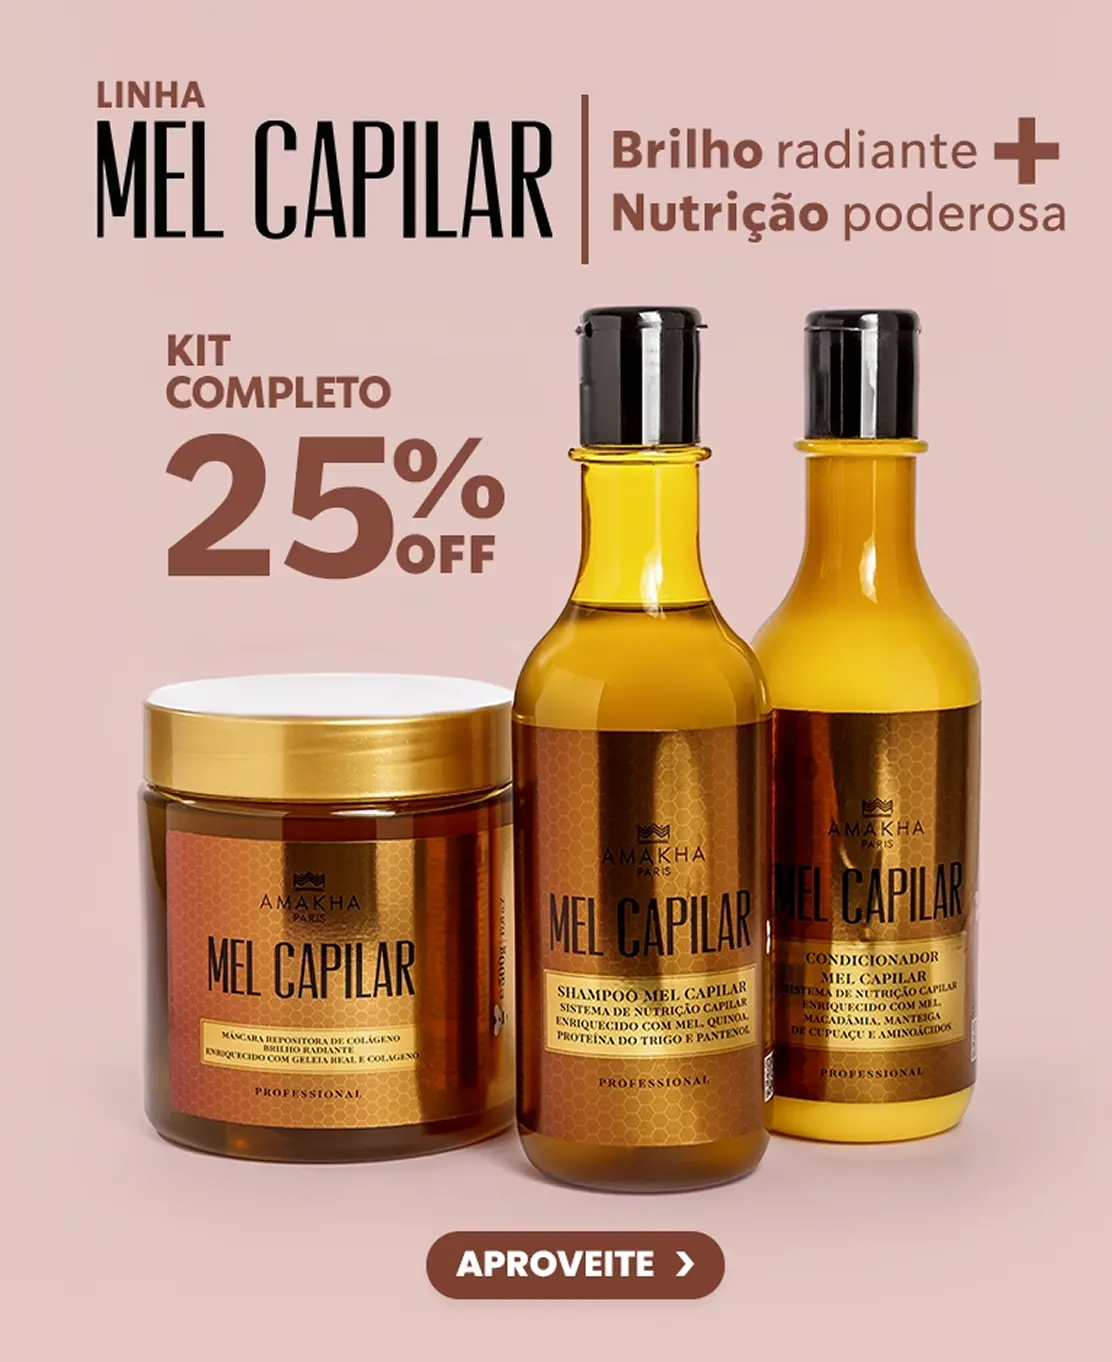 LINHA
MEL CAPILAR
Brilho radiante +
Nutrição poderosa
KIT
COMPLETO
25%
OFF
AMAKHA
PARIS
MEL CAPILAR
MÁSCARA REPOSITORA DE COLÁGENO
BRILHO RADIANTE
ENRIQUECIDO COM GELEIA REAL E COLAGENO
PROFESSIONAL
AMAKHA
PARIS
MEL CAPILAR
SHAMPOO MEL CAPILAR
SISTEMA DE NUTRIÇÃO CAPILAR
ENRIQUECIDO COM MEL, QUINOA,
PROTEÍNA DO TRIGO E PANTENOL
PROFESSIONAL
AMAKHA
PARIS
MEL CAPILAR
CONDICIONADOR
MEL CAPILAR
SISTEMA DE NUTRIÇÃO CAPILAR
ENRIQUECIDO COM MEL,
MACADÂMIA, MANTEIGA
DE CUPUAÇU E AMINOÁCIDOS
PROFESSIONAL
APROVEITE